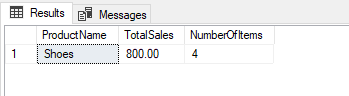 Results Messages
ProductName TotalSales NumberOfItems
1 Shoes 800.00 4